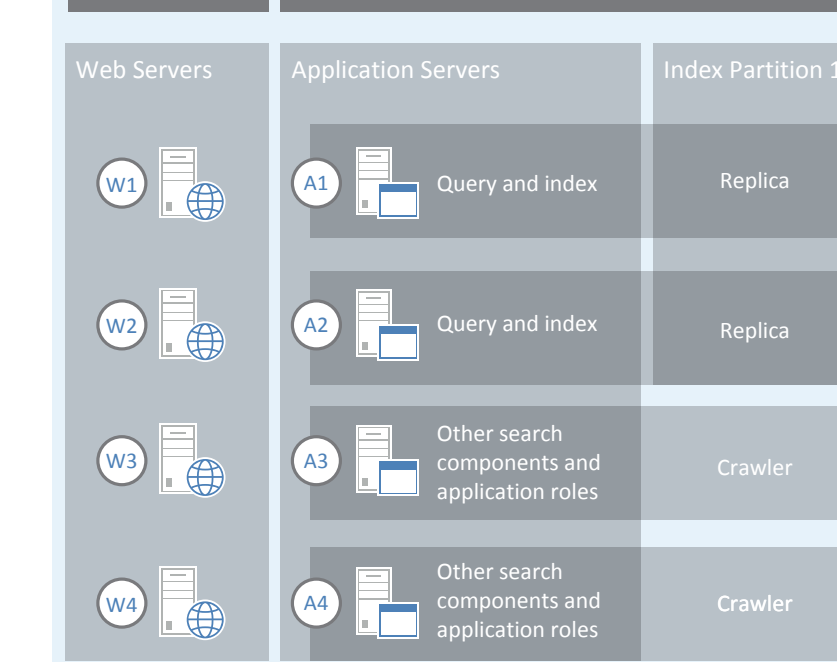 Web Servers
Application Servers
Index Partition 1
W1
A1
Query and index
Replica
W2
A2
Query and index
Replica
W3
A3
Other search
components and
application roles
Crawler
W4
A4
Other search
components and
application roles
Crawler